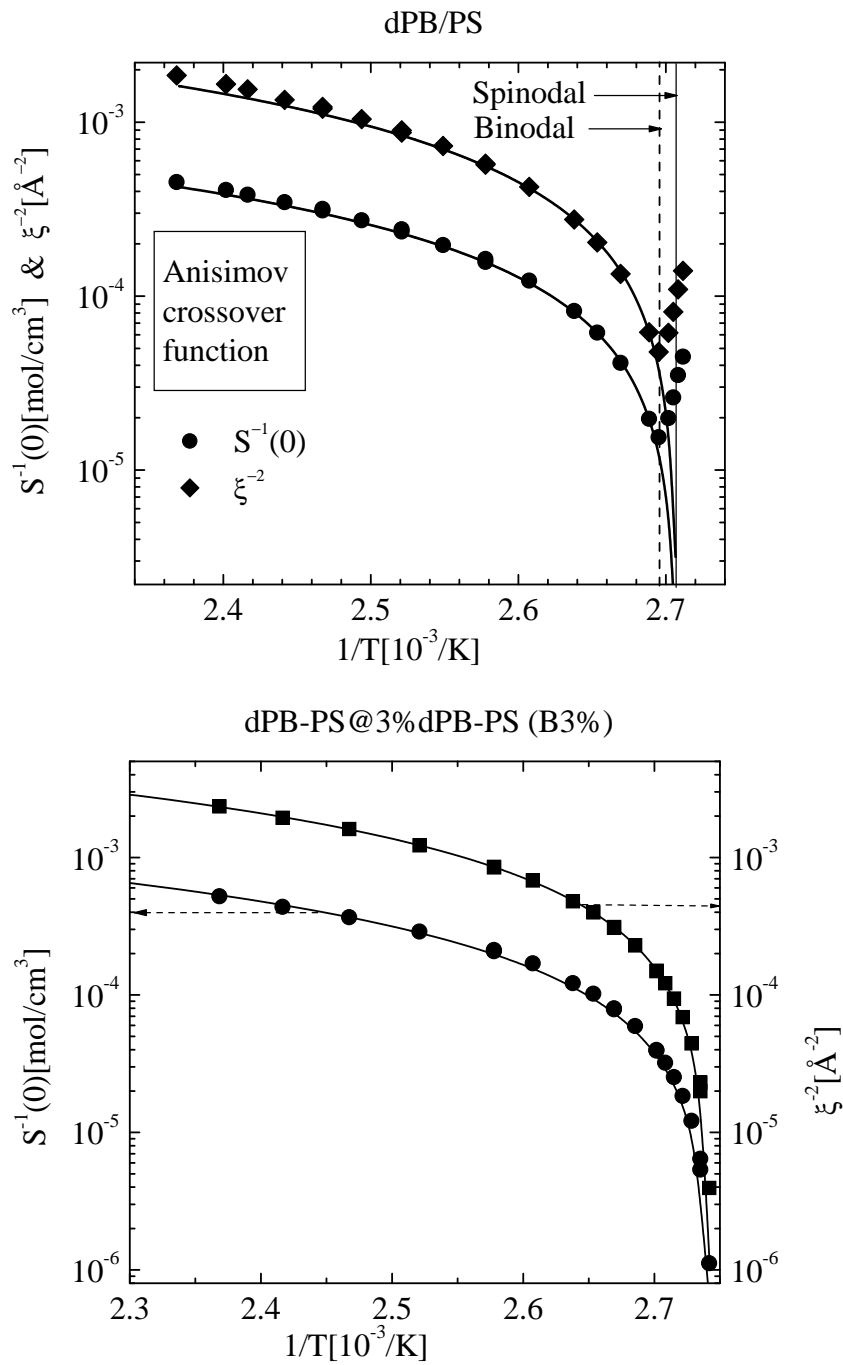 dPB/PS
Spinodal
Binodal
10⁻³
10⁻⁴
10⁻⁵
S⁻¹(0)[mol/cm³] & ξ⁻²[Å⁻²]
Anisimov
crossover
function
S⁻¹(0)
ξ⁻²
2.4 2.5 2.6 2.7
1/T[10⁻³/K]
dPB-PS@3%dPB-PS (B3%)
10⁻³ 10⁻³
10⁻⁴ 10⁻⁴
10⁻⁵ 10⁻⁵
10⁻⁶ 10⁻⁶
S⁻¹(0)[mol/cm³]
ξ⁻²[Å⁻²]
2.3 2.4 2.5 2.6 2.7
1/T[10⁻³/K]